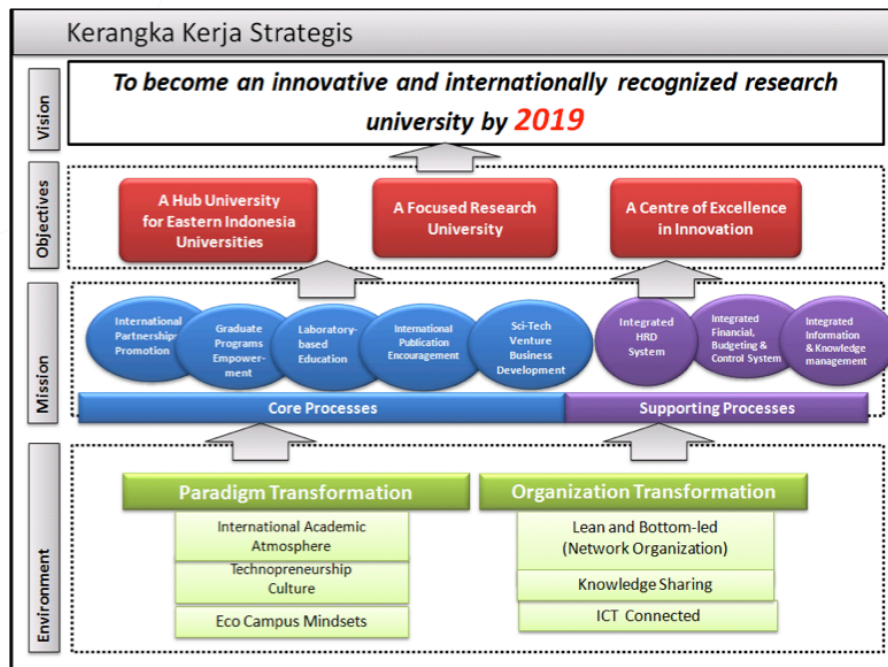 Kerangka Kerja Strategis
Vision
To become an innovative and internationally recognized research
university by 2019
Objectives
A Hub University
for Eastern Indonesia
Universities
A Focused Research
University
A Centre of Excellence
in Innovation
Mission
International
Partnerships
Promotion
Graduate
Programs
Empower-
ment
Laboratory-
based
Education
International
Publication
Encouragement
Sci-Tech
Venture
Business
Development
Integrated
HRD
System
Integrated
Financial,
Budgeting &
Control System
Integrated
Information
& Knowledge
management
Core Processes
Supporting Processes
Environment
Paradigm Transformation
International Academic
Atmosphere
Technopreneurship
Culture
Eco Campus Mindsets
Organization Transformation
Lean and Bottom-led
(Network Organization)
Knowledge Sharing
ICT Connected